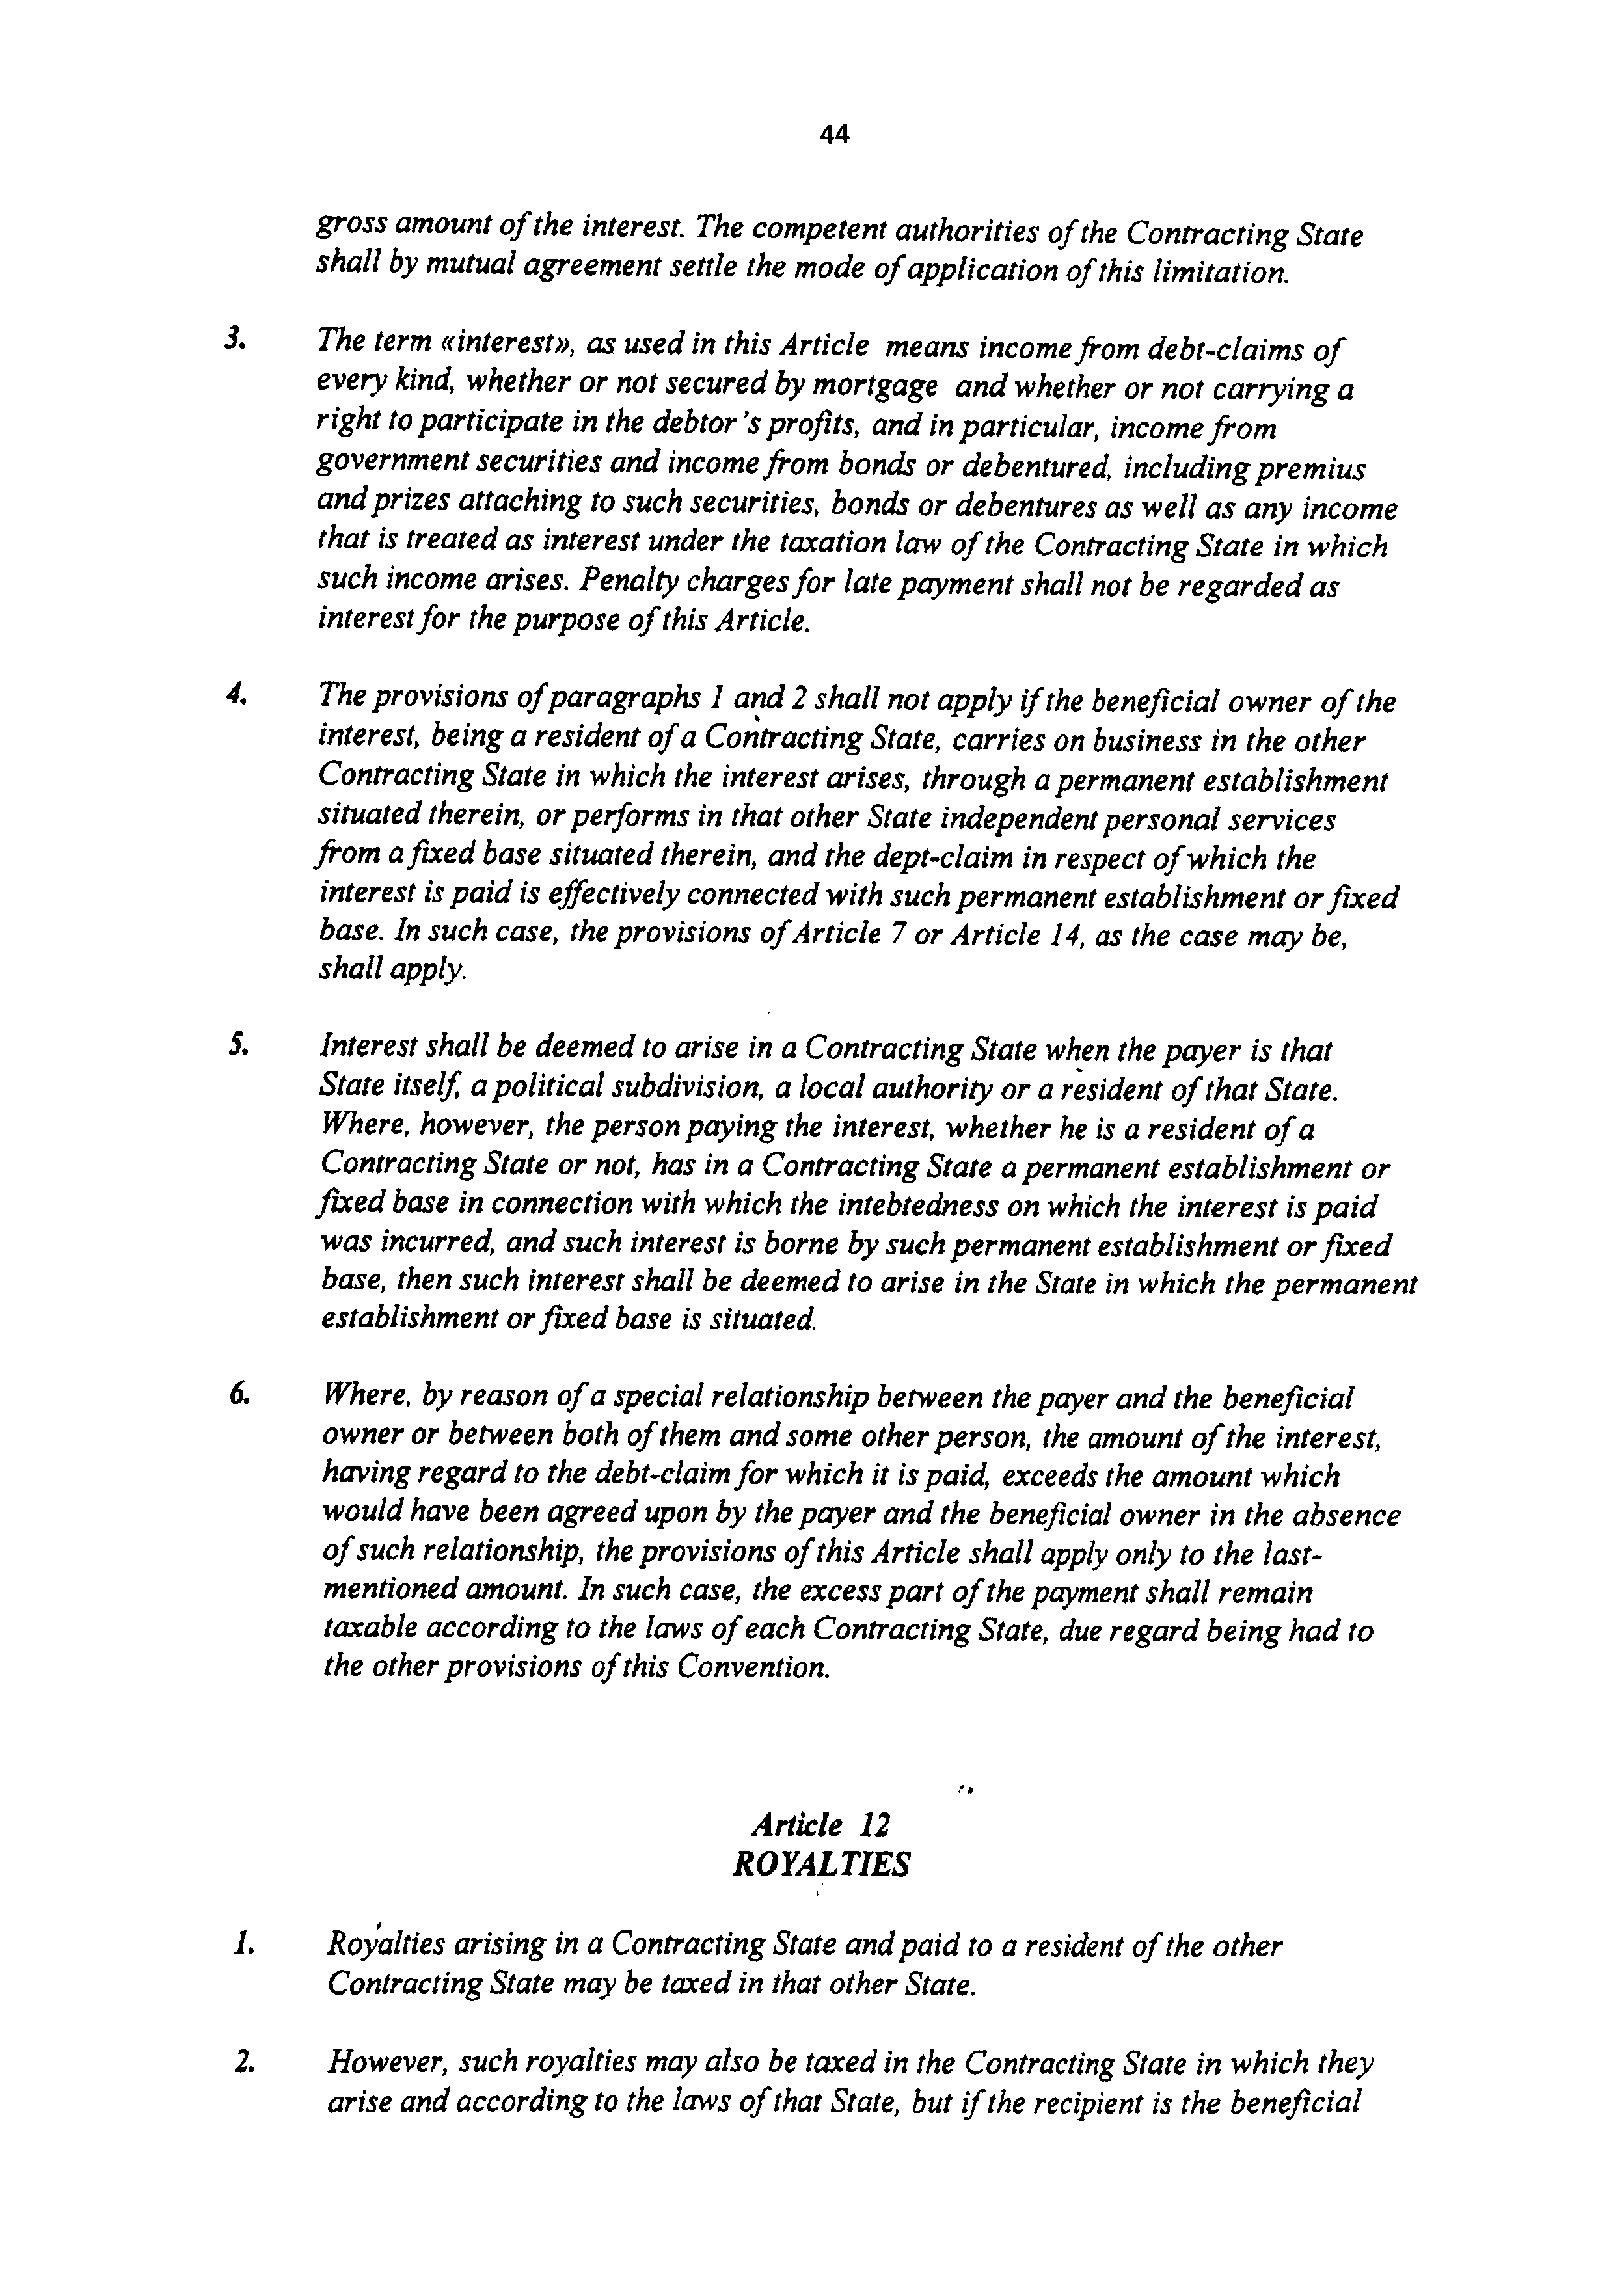 44
gross amount of the interest. The competent authorities of the Contracting State
shall by mutual agreement settle the mode of application of this limitation.
3. The term «interest», as used in this Article means income from debt-claims of
every kind, whether or not secured by mortgage and whether or not carrying a
right to participate in the debtor's profits, and in particular, income from
government securities and income from bonds or debentured, including premius
and prizes attaching to such securities, bonds or debentures as well as any income
that is treated as interest under the taxation law of the Contracting State in which
such income arises. Penalty charges for late payment shall not be regarded as
interest for the purpose of this Article.
4. The provisions of paragraphs 1 and 2 shall not apply if the beneficial owner of the
interest, being a resident of a Contracting State, carries on business in the other
Contracting State in which the interest arises, through a permanent establishment
situated therein, or performs in that other State independent personal services
from a fixed base situated therein, and the dept-claim in respect of which the
interest is paid is effectively connected with such permanent establishment or fixed
base. In such case, the provisions of Article 7 or Article 14, as the case may be,
shall apply.
5. Interest shall be deemed to arise in a Contracting State when the payer is that
State itself, a political subdivision, a local authority or a resident of that State.
Where, however, the person paying the interest, whether he is a resident of a
Contracting State or not, has in a Contracting State a permanent establishment or
fixed base in connection with which the intebtedness on which the interest is paid
was incurred, and such interest is borne by such permanent establishment or fixed
base, then such interest shall be deemed to arise in the State in which the permanent
establishment or fixed base is situated.
6. Where, by reason of a special relationship between the payer and the beneficial
owner or between both of them and some other person, the amount of the interest,
having regard to the debt-claim for which it is paid, exceeds the amount which
would have been agreed upon by the payer and the beneficial owner in the absence
of such relationship, the provisions of this Article shall apply only to the last-
mentioned amount. In such case, the excess part of the payment shall remain
taxable according to the laws of each Contracting State, due regard being had to
the other provisions of this Convention.
Article 12
ROYALTIES
1. Royalties arising in a Contracting State and paid to a resident of the other
Contracting State may be taxed in that other State.
2. However, such royalties may also be taxed in the Contracting State in which they
arise and according to the laws of that State, but if the recipient is the beneficial